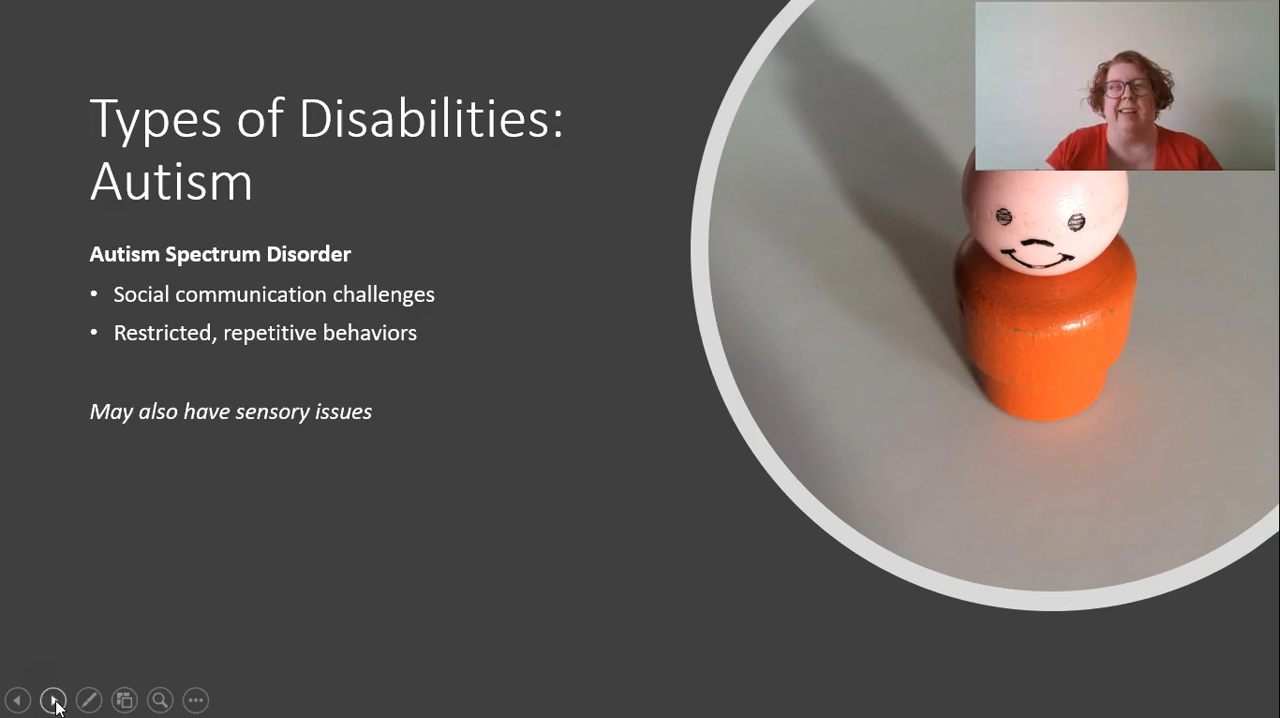 Types of Disabilities:
Autism
Autism Spectrum Disorder
• Social communication challenges
• Restricted, repetitive behaviors
May also have sensory issues